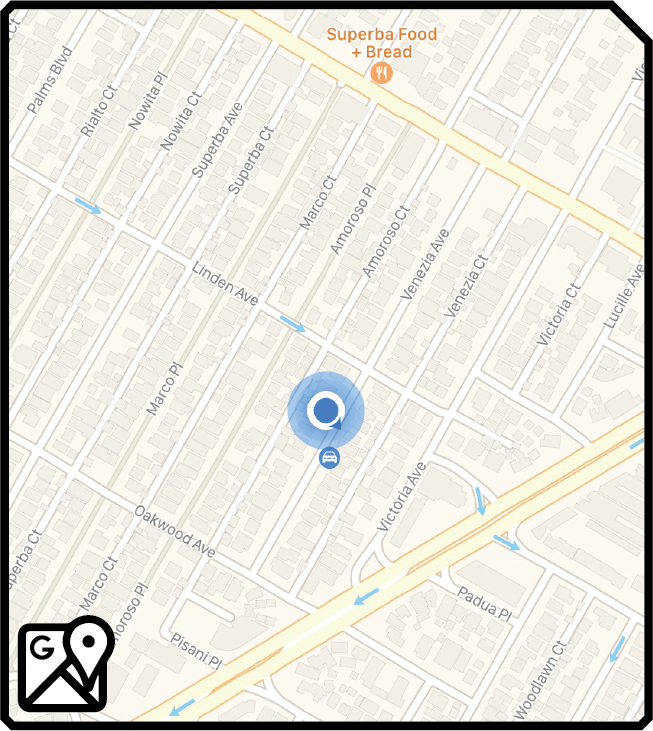 Superba Food
+ Bread
Palms Blvd
Rialto Ct
Nowita Pl
Nowita Ct
Superba Ave
Superba Ct
Marco Ct
Amoroso Pl
Amoroso Ct
Venezia Ave
Venezia Ct
Victoria Ct
Lucille Ave
Linden Ave
Marco Pl
Victoria Ave
Oakwood Ave
perba Ct
Marco Ct
moroso Pl
Pisani Pl
Padua Pl
Woodlawn Ct
G